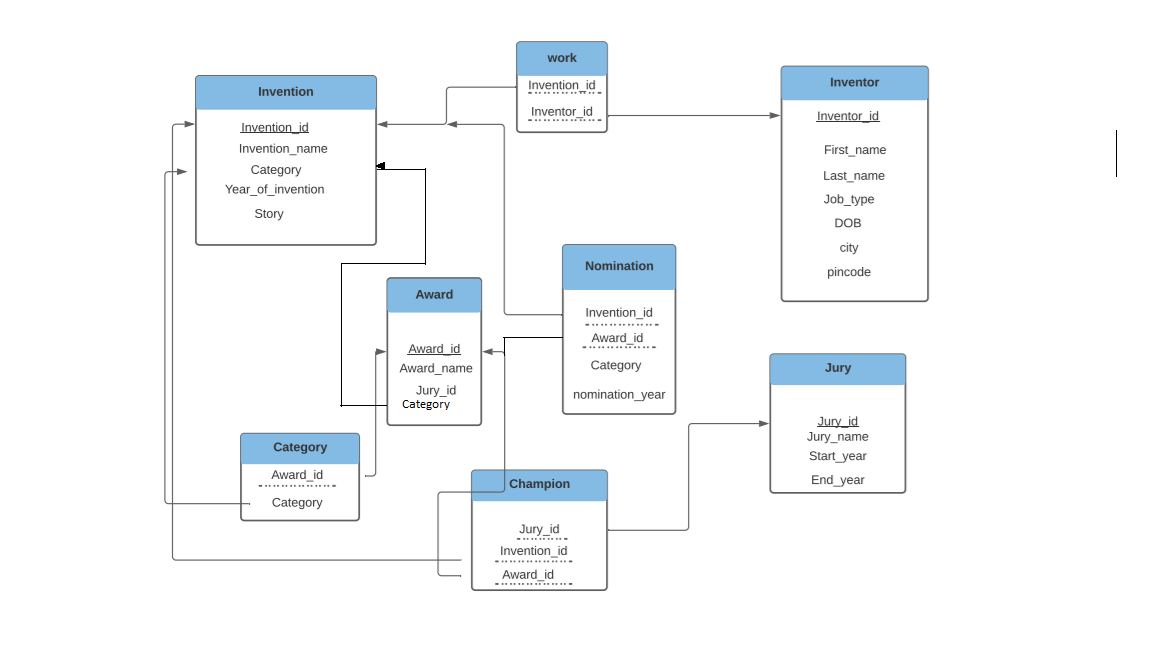 work
Invention_id
Inventor_id
Invention
Invention_id
Invention_name
Category
Year_of_invention
Story
Inventor
Inventor_id
First_name
Last_name
Job_type
DOB
city
pincode
Nomination
Invention_id
Award_id
Category
nomination_year
Award
Award_id
Award_name
Jury_id
Category
Jury
Jury_id
Jury_name
Start_year
End_year
Category
Award_id
Category
Champion
Jury_id
Invention_id
Award_id